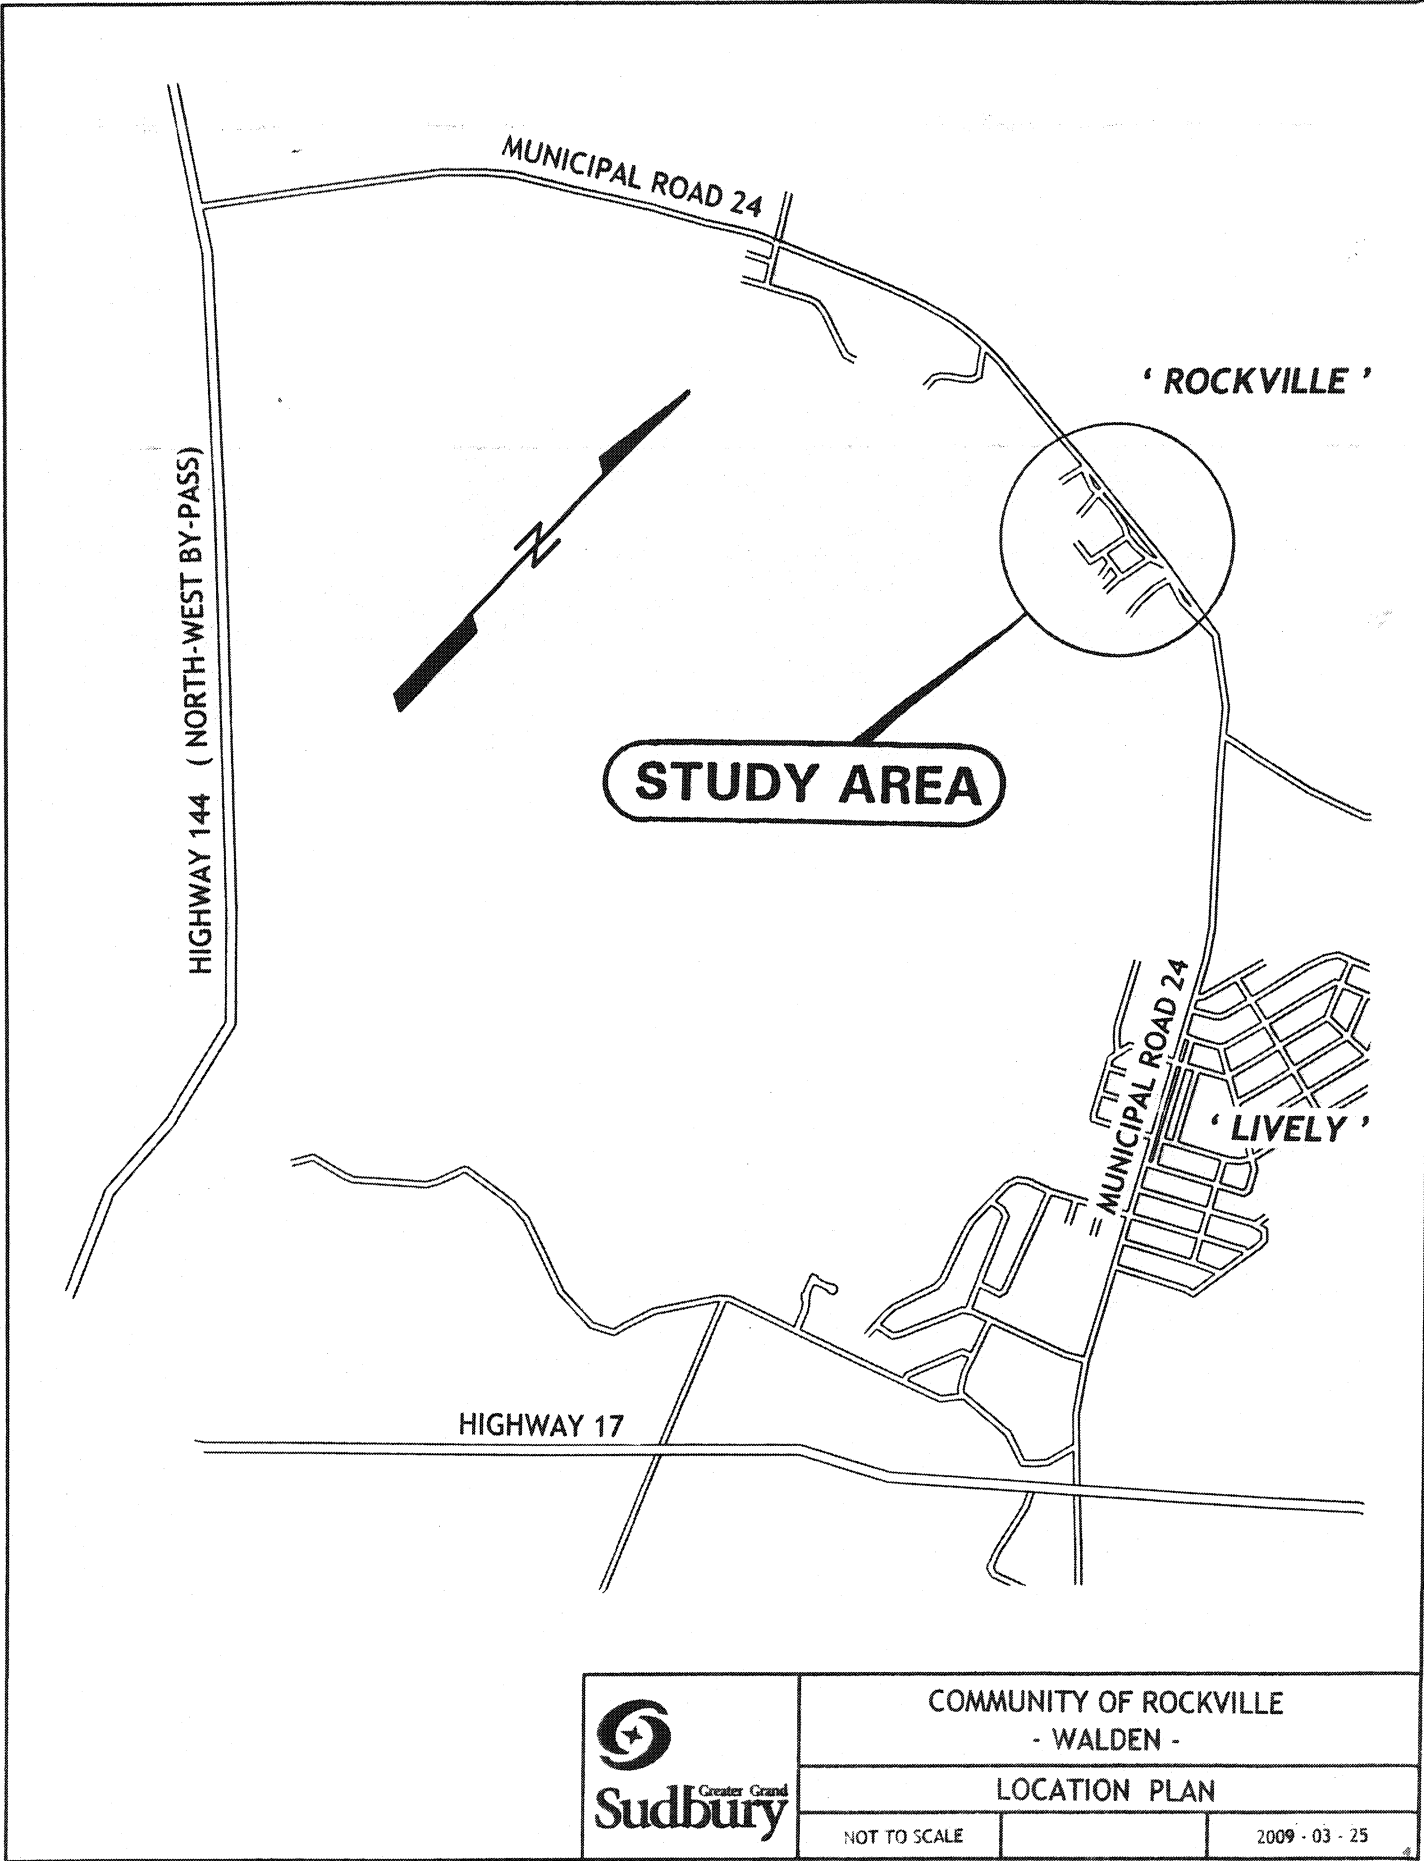 MUNICIPAL ROAD 24
‘ ROCKVILLE ’
HIGHWAY 144 ( NORTH-WEST BY-PASS)
N
STUDY AREA
MUNICIPAL ROAD 24
‘ LIVELY ’
HIGHWAY 17
Greater Grand
Sudbury
COMMUNITY OF ROCKVILLE
- WALDEN -
LOCATION PLAN
NOT TO SCALE
2009 - 03 - 25